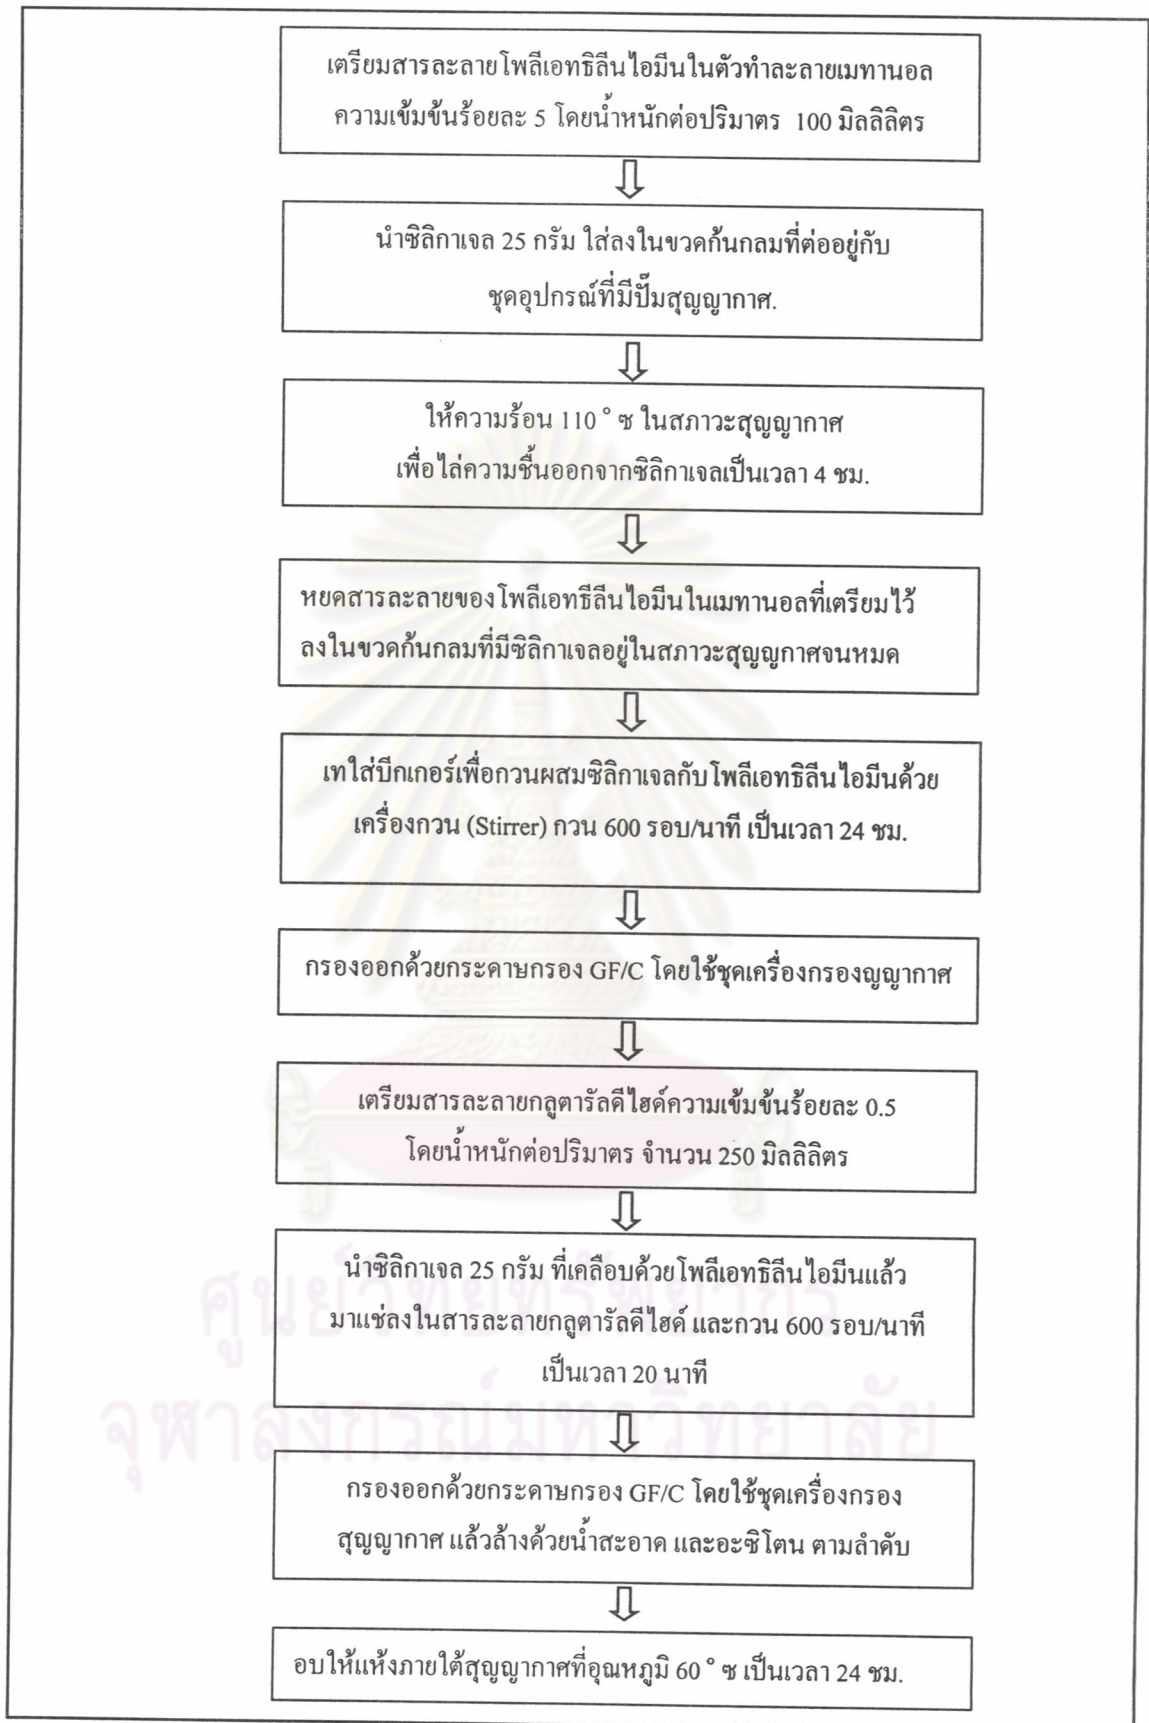 เตรียมสารละลายโพลีเอทธิลีนไอมีนในตัวทำละลายเมทานอล
ความเข้มข้นร้อยละ 5 โดยน้ำหนักต่อปริมาตร 100 มิลลิลิตร
นำซิลิกาเจล 25 กรัม ใส่ลงในขวดก้นกลมที่ต่ออยู่กับ
ชุดอุปกรณ์ที่มีปั๊มสุญญากาศ.
ให้ความร้อน 110 ° ซ ในสภาวะสุญญากาศ
เพื่อไล่ความชื้นออกจากซิลิกาเจลเป็นเวลา 4 ชม.
หยดสารละลายของโพลีเอทธีลีนไอมีนในเมทานอลที่เตรียมไว้
ลงในขวดก้นกลมที่มีซิลิกาเจลอยู่ในสภาวะสุญญกาศจนหมด
เทใส่บีกเกอร์เพื่อกวนผสมซิลิกาเจลกับโพลีเอทธิลีนไอมีนด้วย
เครื่องกวน (Stirrer) กวน 600 รอบ/นาที เป็นเวลา 24 ชม.
กรองออกด้วยกระดาษกรอง GF/C โดยใช้ชุดเครื่องกรองญญากาศ
เตรียมสารละลายกลูตารัลดีไฮด์ความเข้มข้นร้อยละ 0.5
โดยน้ำหนักต่อปริมาตร จำนวน 250 มิลลิลิตร
นำซิลิกาเจล 25 กรัม ที่เคลือบด้วยโพลีเอทธิลีนไอมีนแล้ว
มาแช่ลงในสารละลายกลูตารัลดีไฮด์ และกวน 600 รอบ/นาที
เป็นเวลา 20 นาที
ศูนย์วิทยทรัพยากร
จุฬาลงกรณ์มหาวิทยาลัย
กรองออกด้วยกระดาษกรอง GF/C โดยใช้ชุดเครื่องกรอง
สุญญากาศ แล้วล้างด้วยน้ำสะอาด และอะซิโตน ตามลำดับ
อบให้แห้งภายใต้สุญญากาศที่อุณหภูมิ 60 ° ซ เป็นเวลา 24 ชม.